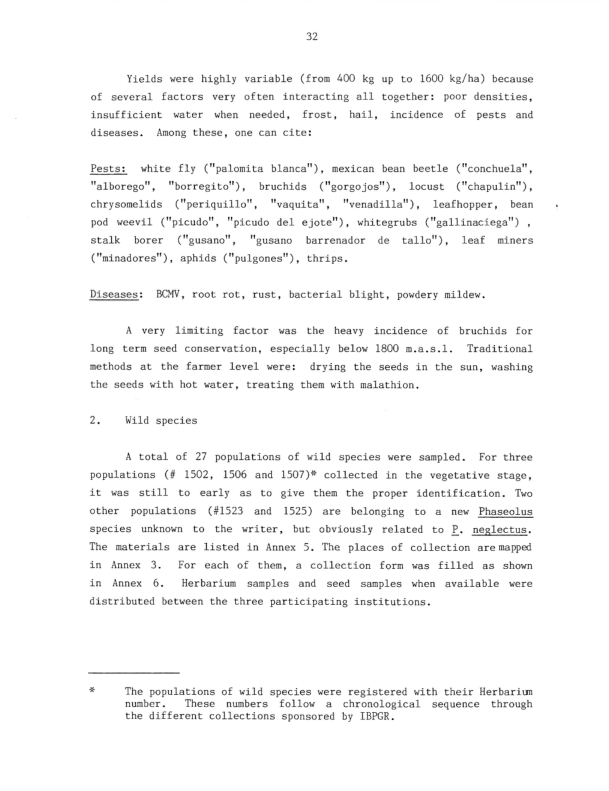 32
Yields were highly variable (from 400 kg up to 1600 kg/ha) because
of several factors very often interacting all together: poor densities,
insufficient water when needed, frost, hail, incidence of pests and
diseases. Among these, one can cite:
Pests: white fly ("palomita blanca"), mexican bean beetle ("conchuela",
"alborego", "borregito"), bruchids ("gorgojos"), locust ("chapulin"),
chrysomelids ("periquillo", "vaquita", "venadilla"), leafhopper, bean
pod weevil ("picudo", "picudo del ejote"), whitegrubs ("gallinaciega") ,
stalk borer ("gusano", "gusano barrenador de tallo"), leaf miners
("minadores"), aphids ("pulgones"), thrips.
Diseases: BCMV, root rot, rust, bacterial blight, powdery mildew.
A very limiting factor was the heavy incidence of bruchids for
long term seed conservation, especially below 1800 m.a.s.l. Traditional
methods at the farmer level were: drying the seeds in the sun, washing
the seeds with hot water, treating them with malathion.
2. Wild species
A total of 27 populations of wild species were sampled. For three
populations (# 1502, 1506 and 1507)* collected in the vegetative stage,
it was still to early as to give them the proper identification. Two
other populations (#1523 and 1525) are belonging to a new Phaseolus
species unknown to the writer, but obviously related to P. neglectus.
The materials are listed in Annex 5. The places of collection are mapped
in Annex 3. For each of them, a collection form was filled as shown
in Annex 6. Herbarium samples and seed samples when available were
distributed between the three participating institutions.
* The populations of wild species were registered with their Herbarium
number. These numbers follow a chronological sequence through
the different collections sponsored by IBPGR.